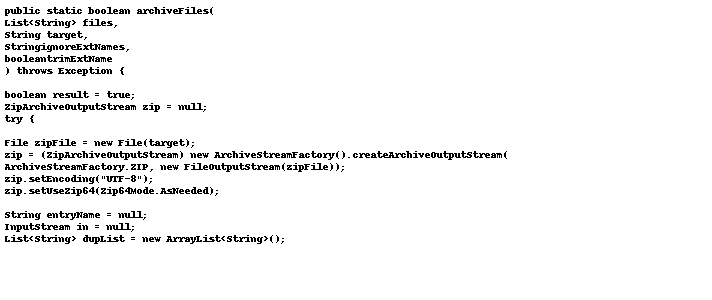 public static boolean archiveFiles(
List<String> files,
String target,
StringignoreExtNames,
booleantrimExtName
) throws Exception {
boolean result = true;
ZipArchiveOutputStream zip = null;
try {
File zipFile = new File(target);
zip = (ZipArchiveOutputStream) new ArchiveStreamFactory().createArchiveOutputStream(
ArchiveStreamFactory.ZIP, new FileOutputStream(zipFile));
zip.setEncoding("UTF-8");
zip.setUseZip64(Zip64Mode.AsNeeded);
String entryName = null;
InputStream in = null;
List<String> dupList = new ArrayList<String>();